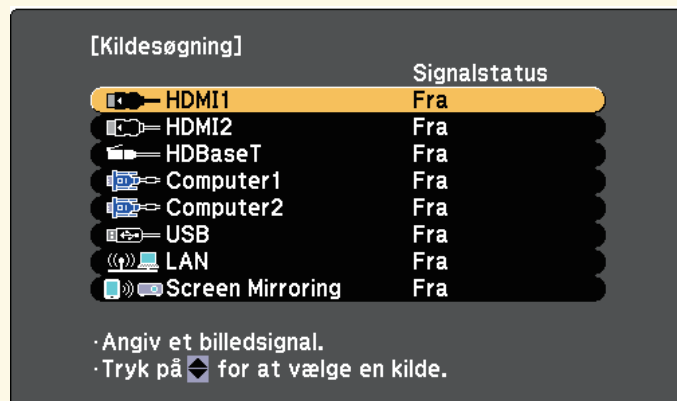 [Kildesøgning]
Signalstatus
HDMI1 Fra
HDMI2 Fra
HDBaseT Fra
Computer1 Fra
Computer2 Fra
USB Fra
LAN Fra
Screen Mirroring Fra
·Angiv et billedsignal.
·Tryk på for at vælge en kilde.